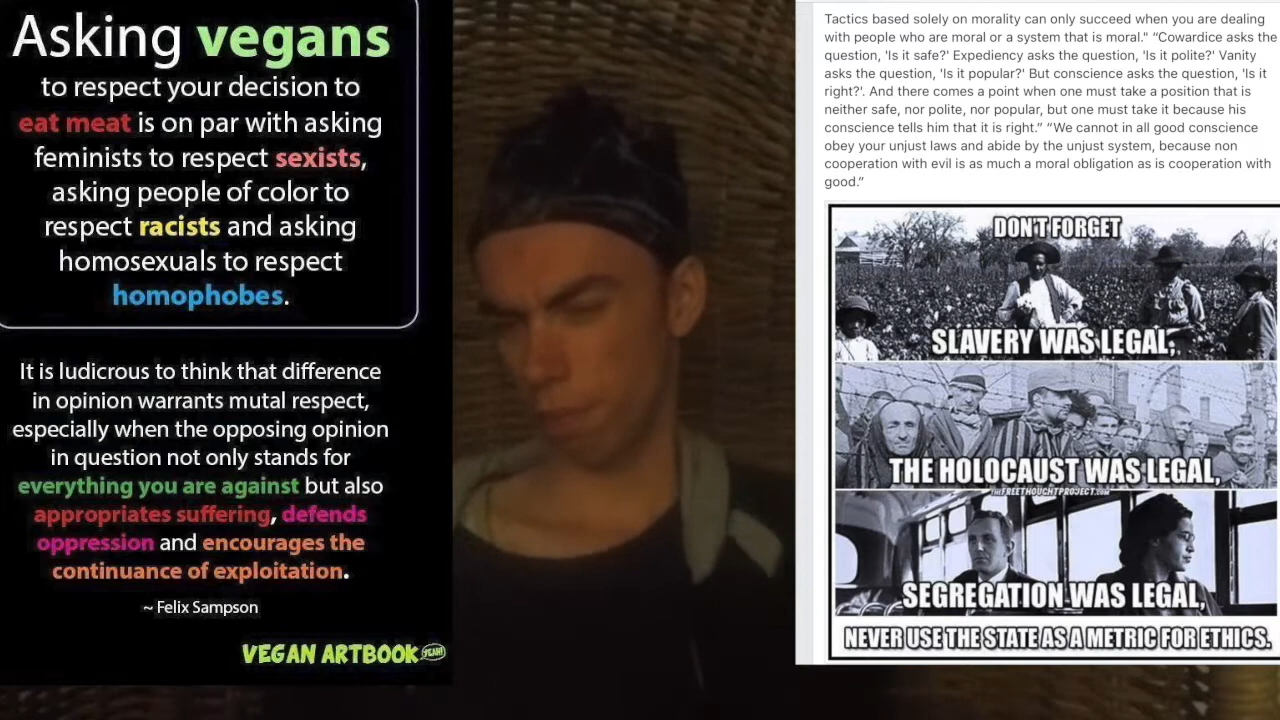 Asking vegans
to respect your decision to
eat meat is on par with asking
feminists to respect sexists,
asking people of color to
respect racists and asking
homosexuals to respect
homophobes.
It is ludicrous to think that difference
in opinion warrants mutal respect,
especially when the opposing opinion
in question not only stands for
everything you are against but also
appropriates suffering, defends
oppression and encourages the
continuance of exploitation.
~ Felix Sampson
VEGAN ARTBOOK YEAH!
Tactics based solely on morality can only succeed when you are dealing
with people who are moral or a system that is moral." “Cowardice asks the
question, 'Is it safe?' Expediency asks the question, 'Is it polite?' Vanity
asks the question, 'Is it popular?' But conscience asks the question, 'Is it
right?'. And there comes a point when one must take a position that is
neither safe, nor polite, nor popular, but one must take it because his
conscience tells him that it is right.” “We cannot in all good conscience
obey your unjust laws and abide by the unjust system, because non
cooperation with evil is as much a moral obligation as is cooperation with
good.”
DON'T FORGET
SLAVERY WAS LEGAL,
THE HOLOCAUST WAS LEGAL,
THEFREETHOUGHTPROJECT.COM
SEGREGATION WAS LEGAL,
NEVER USE THE STATE AS A METRIC FOR ETHICS.